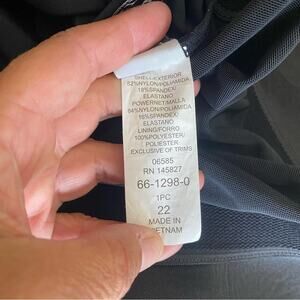 SHELL/EXTERIOR
82%NYLON/POLIAMIDA
18%SPANDEX/
ELASTANO
POWERNET/MALLA
84%NYLON/POLIAMIDA
16%SPANDEX/
ELASTANO
LINING/FORRO
100%POLYESTER/
POLIESTER
EXCLUSIVE OF TRIMS
06585
RN 145827
66-1298-0
1PC
22
MADE IN
VIETNAM